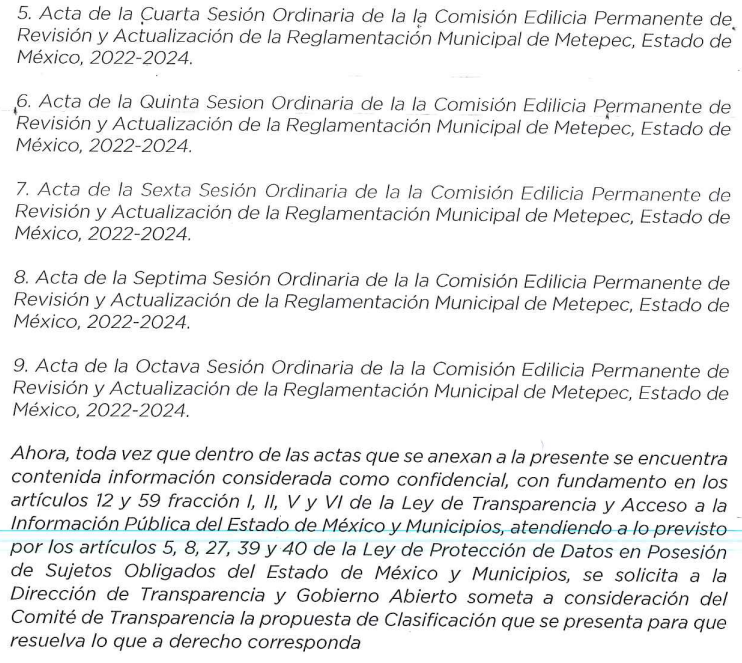 5. Acta de la Cuarta Sesión Ordinaria de la la Comisión Edilicia Permanente de
Revisión y Actualización de la Reglamentación Municipal de Metepec, Estado de
México, 2022-2024.
6. Acta de la Quinta Sesion Ordinaria de la la Comisión Edilicia Permanente de
Revisión y Actualización de la Reglamentación Municipal de Metepec, Estado de
México, 2022-2024.
7. Acta de la Sexta Sesión Ordinaria de la la Comisión Edilicia Permanente de
Revisión y Actualización de la Reglamentación Municipal de Metepec, Estado de
México, 2022-2024.
8. Acta de la Septima Sesión Ordinaria de la la Comisión Edilicia Permanente de
Revisión y Actualización de la Reglamentación Municipal de Metepec, Estado de
México, 2022-2024.
9. Acta de la Octava Sesión Ordinaria de la la Comisión Edilicia Permanente de
Revisión y Actualización de la Reglamentación Municipal de Metepec, Estado de
México, 2022-2024.
Ahora, toda vez que dentro de las actas que se anexan a la presente se encuentra
contenida información considerada como confidencial, con fundamento en los
artículos 12 y 59 fracción I, II, V y VI de la Ley de Transparencia y Acceso a la
Información Pública del Estado de México y Municipios, atendiendo a lo previsto
por los artículos 5, 8, 27, 39 y 40 de la Ley de Protección de Datos en Posesión
de Sujetos Obligados del Estado de México y Municipios, se solicita a la
Dirección de Transparencia y Gobierno Abierto someta a consideración del
Comité de Transparencia la propuesta de Clasificación que se presenta para que
resuelva lo que a derecho corresponda